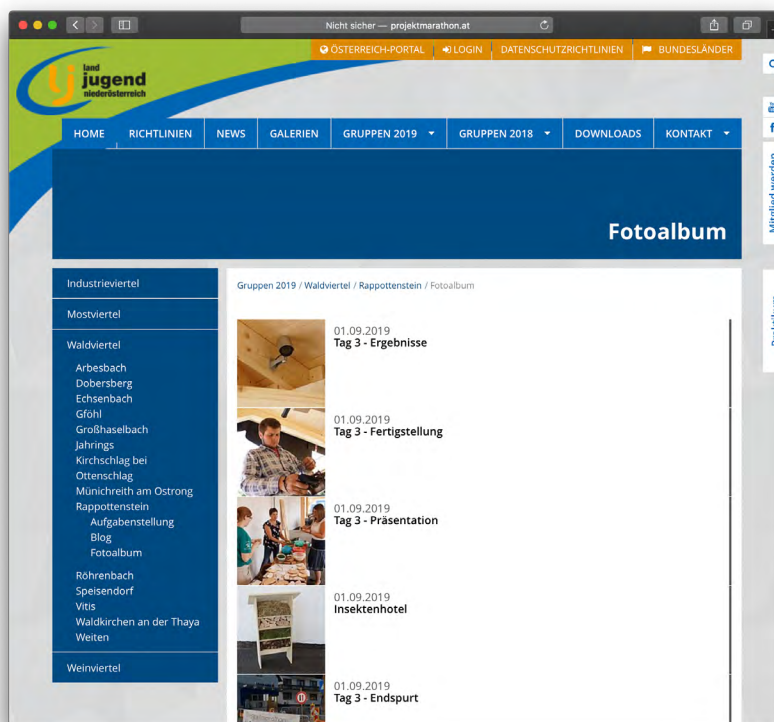 Nicht sicher — projektmarathon.at
ÖSTERREICH-PORTAL
LOGIN
DATENSCHUTZRICHTLINIEN
BUNDESLÄNDER
land
jugend
niederösterreich
HOME
RICHTLINIEN
NEWS
GALERIEN
GRUPPEN 2019
GRUPPEN 2018
DOWNLOADS
KONTAKT
Mitglied werden
Fotoalbum
Industrieviertel
Mostviertel
Waldviertel
Arbesbach
Dobersberg
Echsenbach
Gföhl
Großhaselbach
Jahrings
Kirchschlag bei
Ottenschlag
Münichreith am Ostrong
Rappottenstein
Aufgabenstellung
Blog
Fotoalbum
Röhrenbach
Speisendorf
Vitis
Waldkirchen an der Thaya
Weiten
Weinviertel
Gruppen 2019 / Waldviertel / Rappottenstein / Fotoalbum
01.09.2019
Tag 3 - Ergebnisse
01.09.2019
Tag 3 - Fertigstellung
01.09.2019
Tag 3 - Präsentation
01.09.2019
Insektenhotel
01.09.2019
Tag 3 - Endspurt